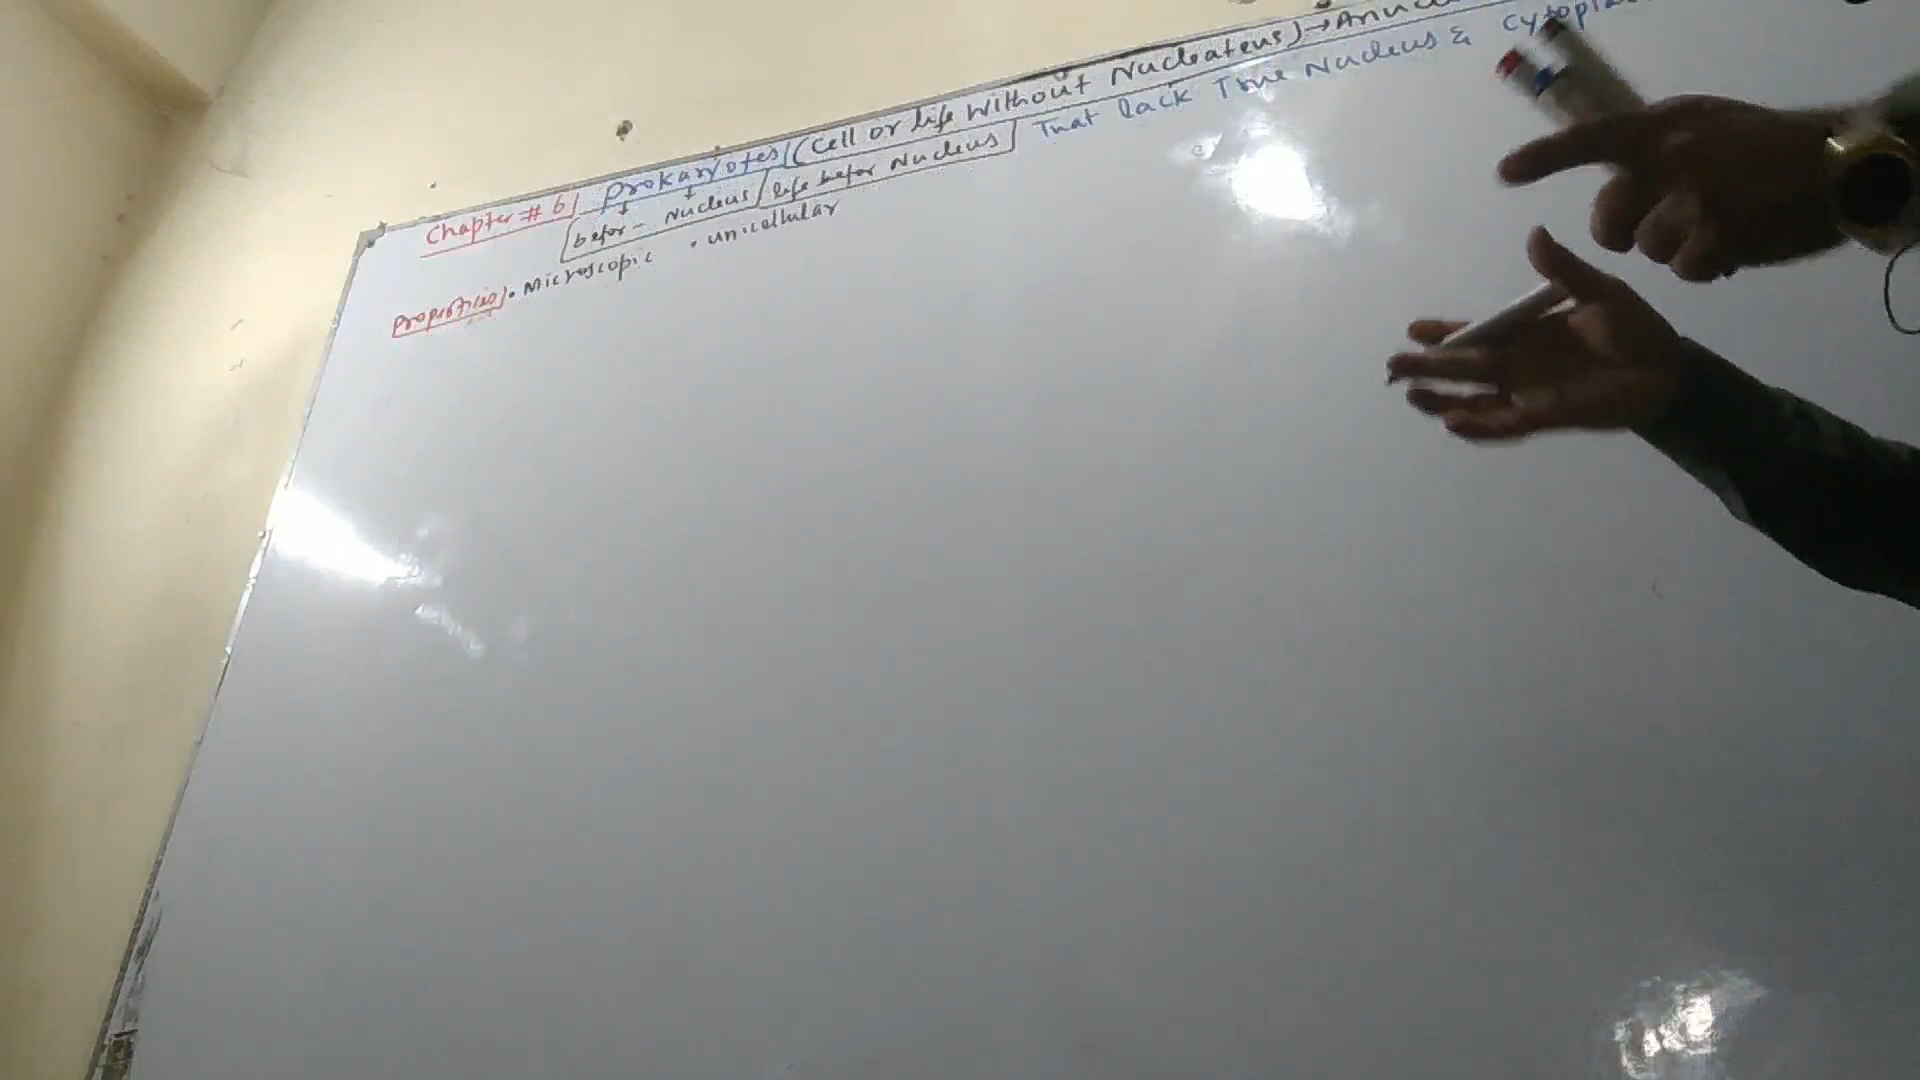 Chapter # 6| Prokaryotes/(Cell or life Without Nucleateus)→Anuc
befor - Nucleus/life befor Nucleus That lack True Nucleus & Cytopla
Properties. • Microscopic • unicellular